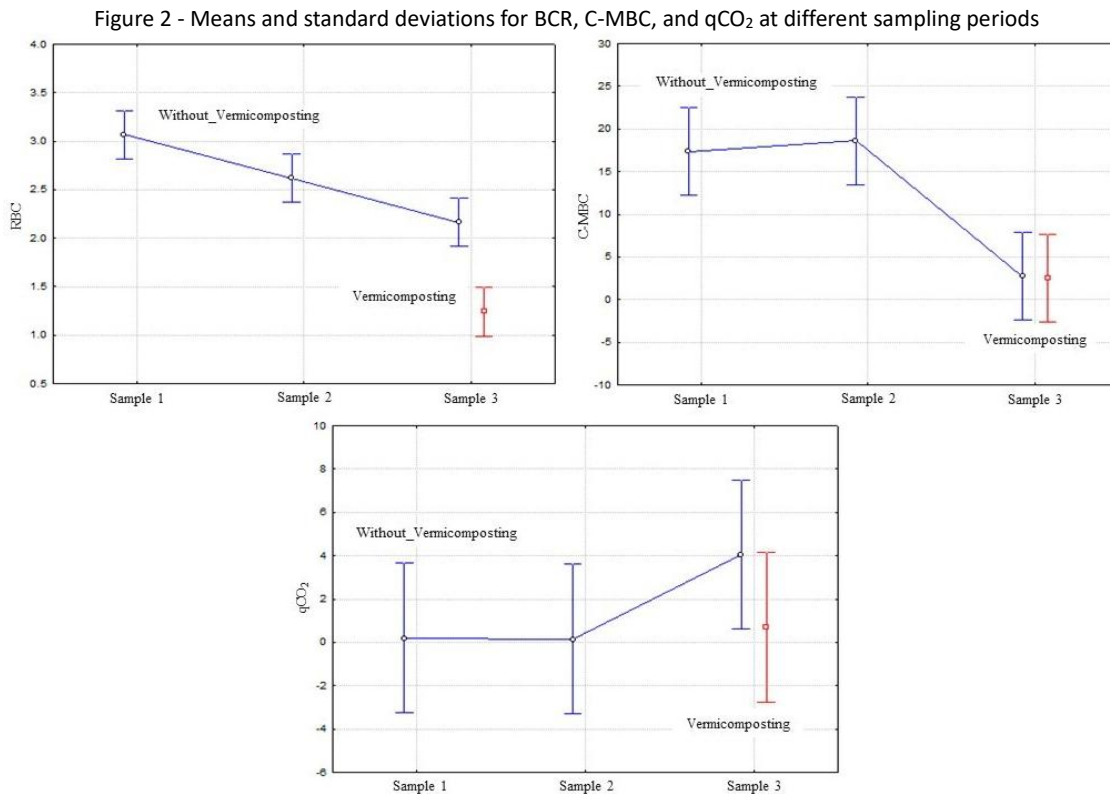 Figure 2 - Means and standard deviations for BCR, C-MBC, and qCO₂ at different sampling periods
4.0
3.5
3.0
2.5
2.0
1.5
1.0
0.5
RBC
Without_Vermicomposting
Vermicomposting
Sample 1 Sample 2 Sample 3
30
25
20
15
10
5
0
-5
-10
C-MBC
Without_Vermicomposting
Vermicomposting
Sample 1 Sample 2 Sample 3
10
8
6
4
2
0
-2
-4
-6
qCO₂
Without_Vermicomposting
Vermicomposting
Sample 1 Sample 2 Sample 3